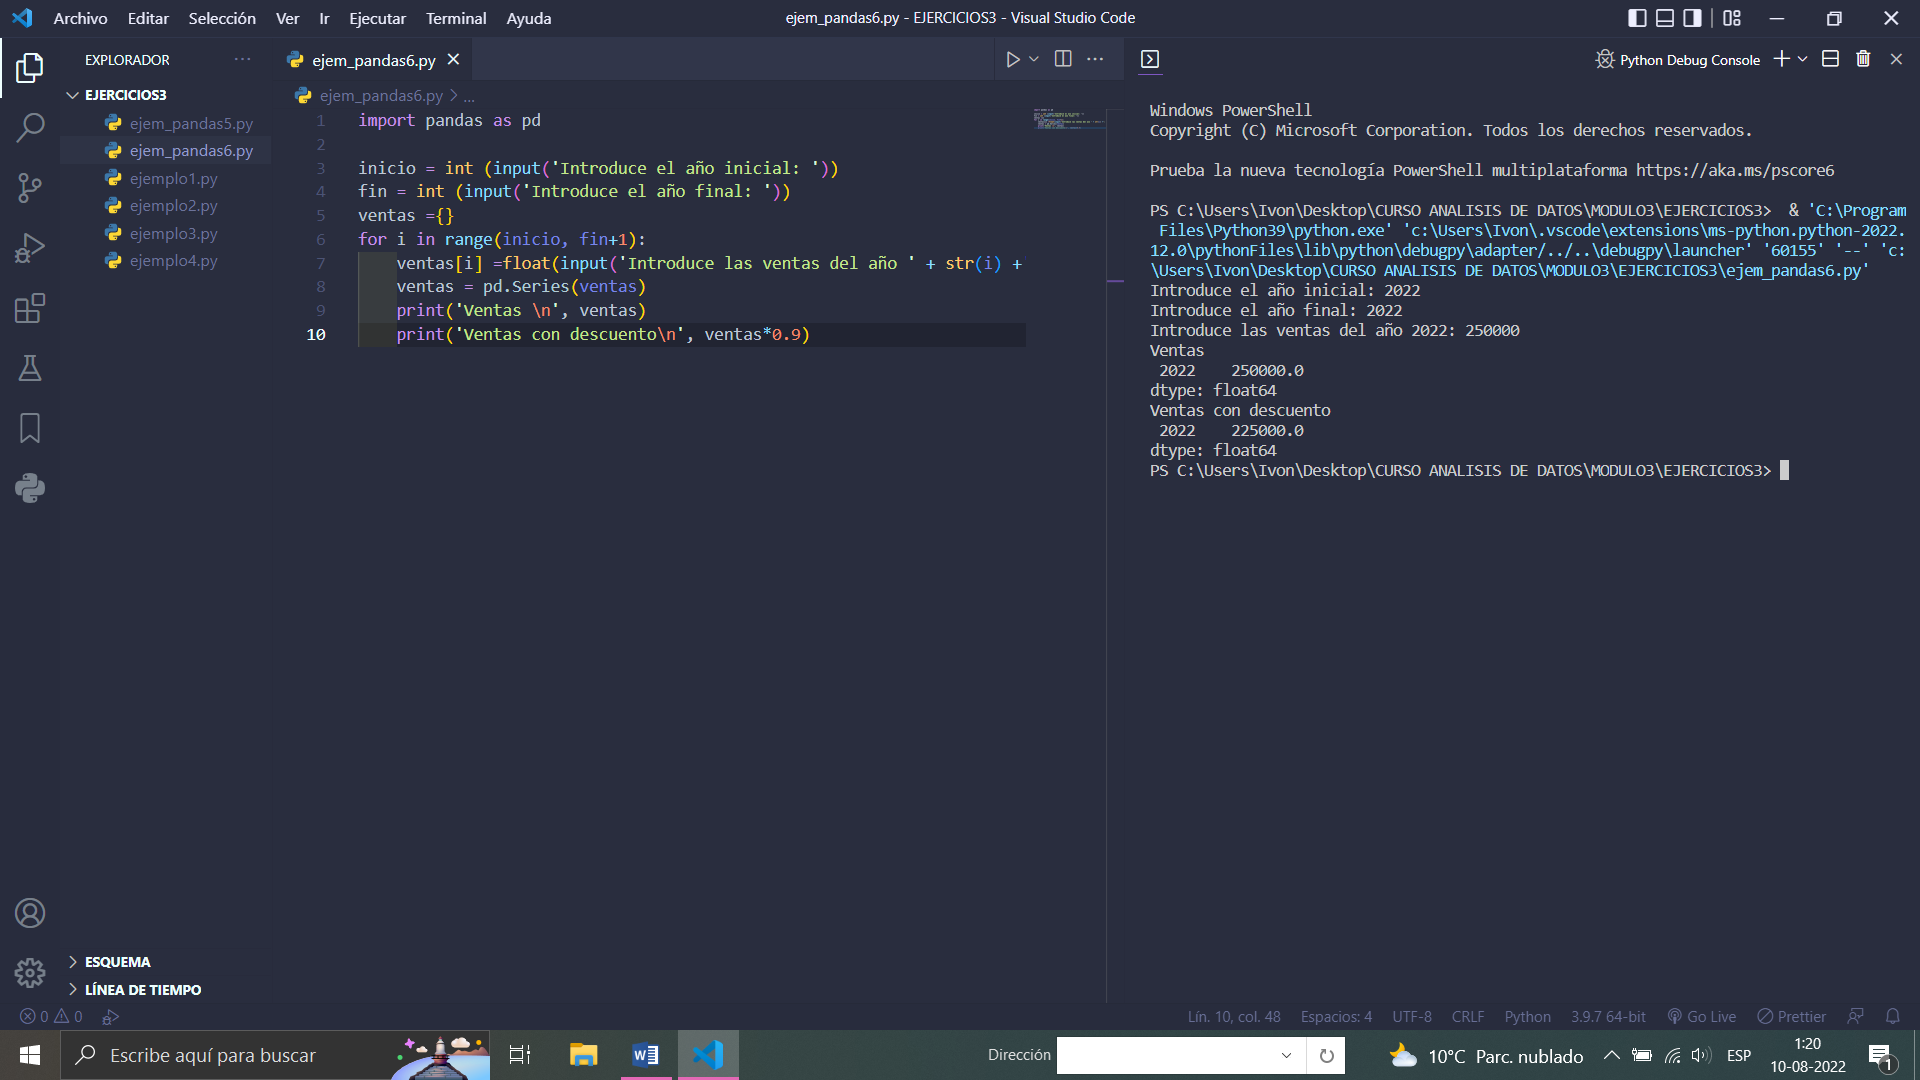 Archivo Editar Selección Ver Ir Ejecutar Terminal Ayuda
ejem_pandas6.py - EJERCICIOS3 - Visual Studio Code
EXPLORADOR
EJERCICIOS3
ejem_pandas5.py
ejem_pandas6.py
ejemplo1.py
ejemplo2.py
ejemplo3.py
ejemplo4.py
ESQUEMA
LÍNEA DE TIEMPO
ejem_pandas6.py
ejem_pandas6.py > ...
1 import pandas as pd
2
3 inicio = int (input('Introduce el año inicial: '))
4 fin = int (input('Introduce el año final: '))
5 ventas ={}
6 for i in range(inicio, fin+1):
7 ventas[i] =float(input('Introduce las ventas del año ' + str(i) +
8 ventas = pd.Series(ventas)
9 print('Ventas \n', ventas)
10 print('Ventas con descuento\n', ventas*0.9)
Python Debug Console
Windows PowerShell
Copyright (C) Microsoft Corporation. Todos los derechos reservados.
Prueba la nueva tecnología PowerShell multiplataforma https://aka.ms/pscore6
PS C:\Users\Ivon\Desktop\CURSO ANALISIS DE DATOS\MODULO3\EJERCICIOS3> & 'C:\Program
Files\Python39\python.exe' 'c:\Users\Ivon\.vscode\extensions\ms-python.python-2022.
12.0\pythonFiles\lib\python\debugpy\adapter/../..\debugpy\launcher' '60155' '--' 'c:
\Users\Ivon\Desktop\CURSO ANALISIS DE DATOS\MODULO3\EJERCICIOS3\ejem_pandas6.py'
Introduce el año inicial: 2022
Introduce el año final: 2022
Introduce las ventas del año 2022: 250000
Ventas
2022 250000.0
dtype: float64
Ventas con descuento
2022 225000.0
dtype: float64
PS C:\Users\Ivon\Desktop\CURSO ANALISIS DE DATOS\MODULO3\EJERCICIOS3>
0 0
Lín. 10, col. 48 Espacios: 4 UTF-8 CRLF Python 3.9.7 64-bit Go Live Prettier
Escribe aquí para buscar
Dirección
10°C Parc. nublado
ESP
1:20
10-08-2022
1